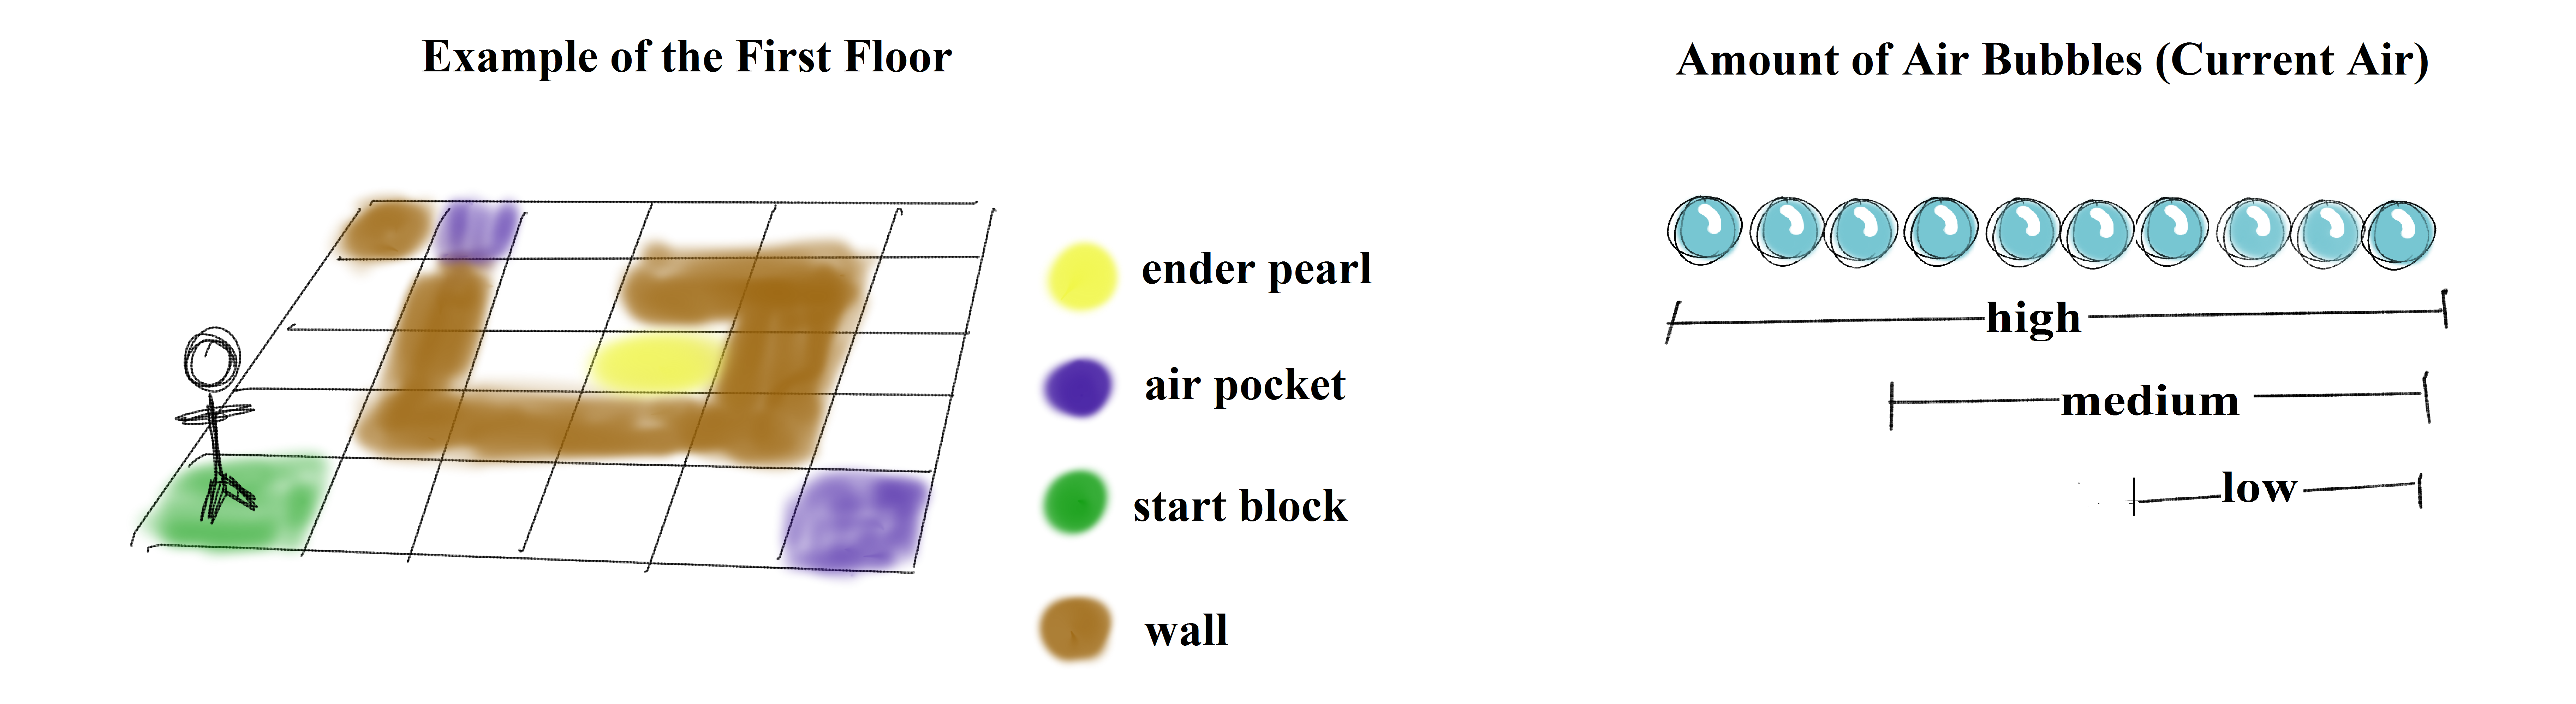 Example of the First Floor
ender pearl
air pocket
start block
wall
Amount of Air Bubbles (Current Air)
high
medium
low